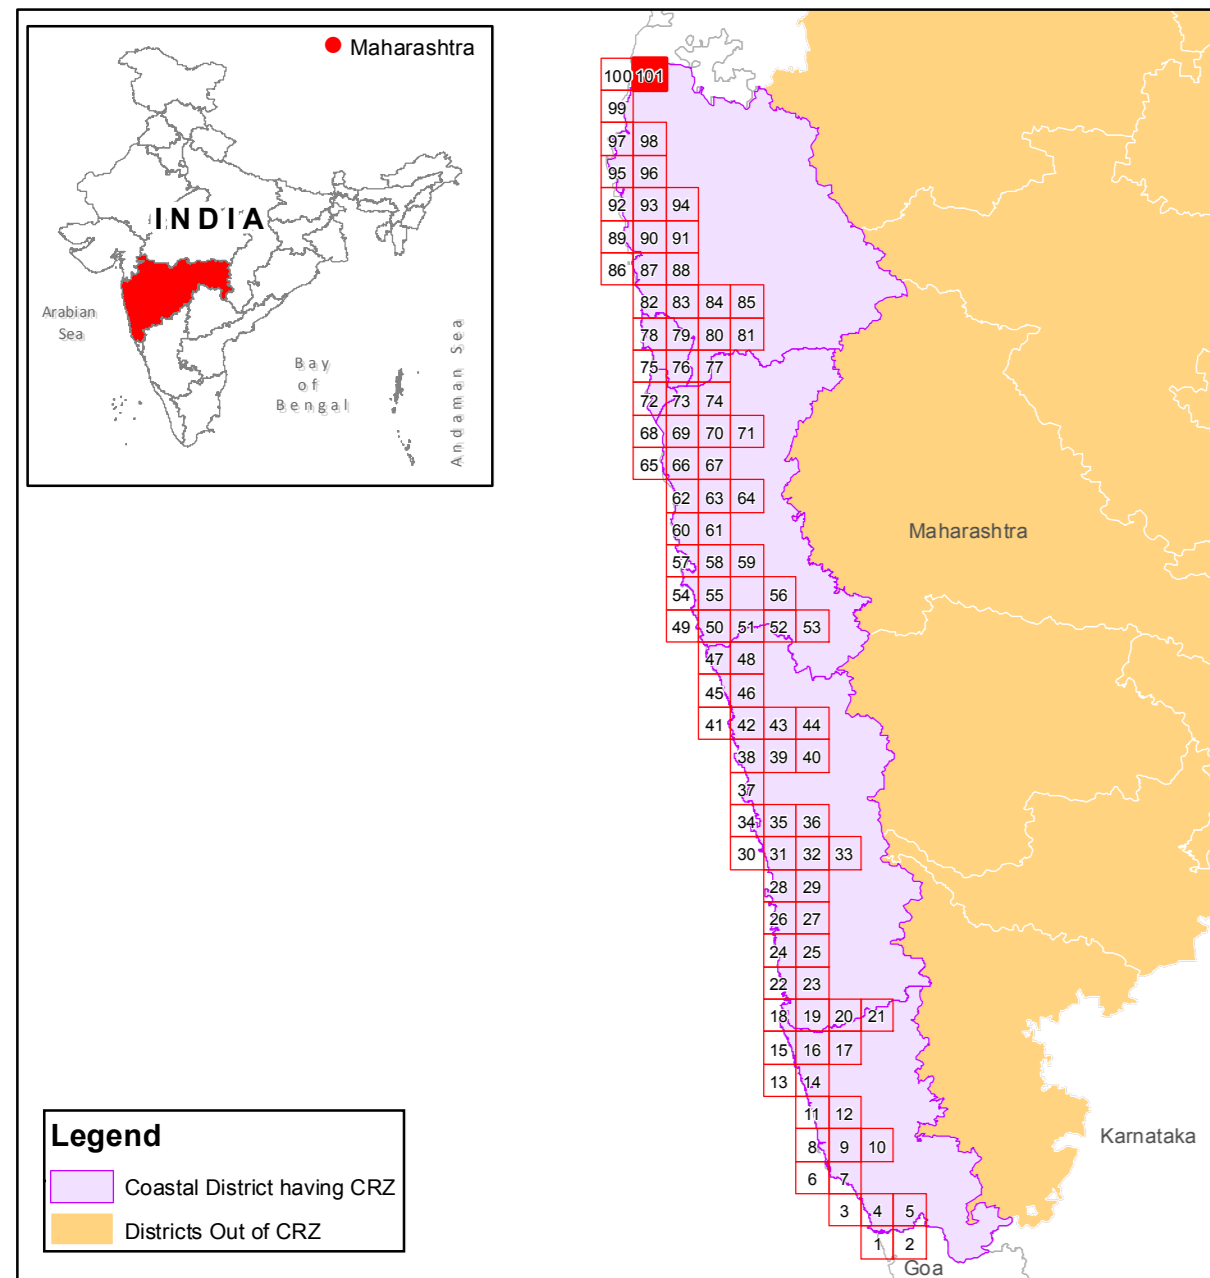 Maharashtra
INDIA
Arabian
Sea
Bay
of
Bengal
Andaman Sea
100 101
99
97 98
95 96
92 93 94
89 90 91
86 87 88
82 83 84 85
78 79 80 81
75 76 77
72 73 74
68 69 70 71
65 66 67
62 63 64
60 61
Maharashtra
57 58 59
54 55 56
49 50 51 52 53
47 48
45 46
41 42 43 44
38 39 40
37
34 35 36
30 31 32 33
28 29
26 27
24 25
22 23
18 19 20 21
15 16 17
13 14
11 12
8 9 10
Karnataka
6 7
3 4 5
1 2
Goa
Legend
Coastal District having CRZ
Districts Out of CRZ